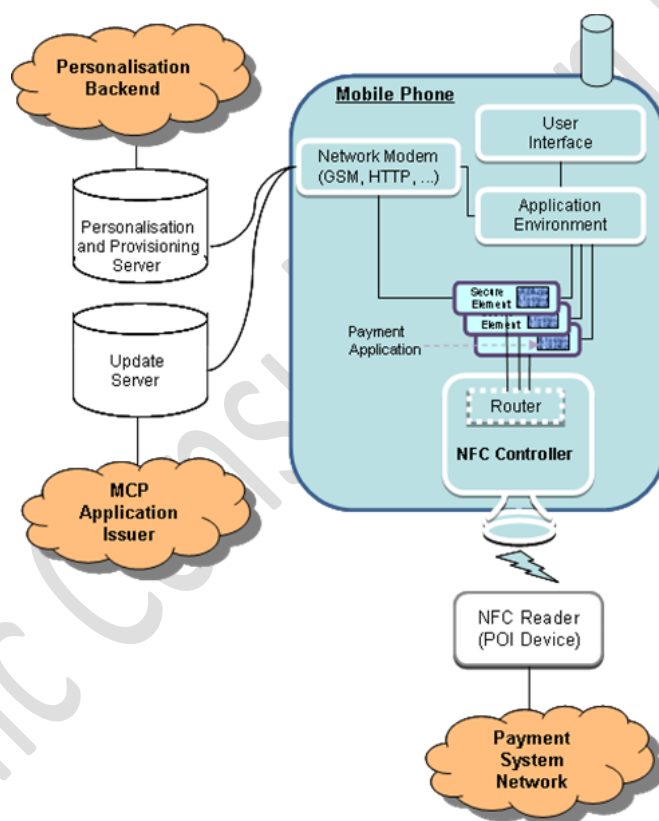 Personalisation
Backend
Mobile Phone
User
Interface
Network Modem
(GSM, HTTP, ...)
Application
Environment
Personalisation
and Provisioning
Server
Secure
Element
Element
Payment
Application
Update
Server
Router
NFC Controller
MCP
Application
Issuer
NFC Reader
(POI Device)
Payment
System
Network